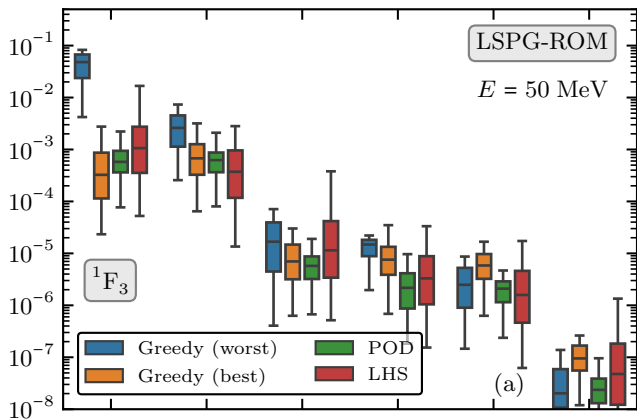 10⁻¹
10⁻²
10⁻³
10⁻⁴
10⁻⁵
10⁻⁶
10⁻⁷
10⁻⁸
LSPG-ROM
E = 50 MeV
¹F₃
Greedy (worst)
Greedy (best)
POD
LHS
(a)